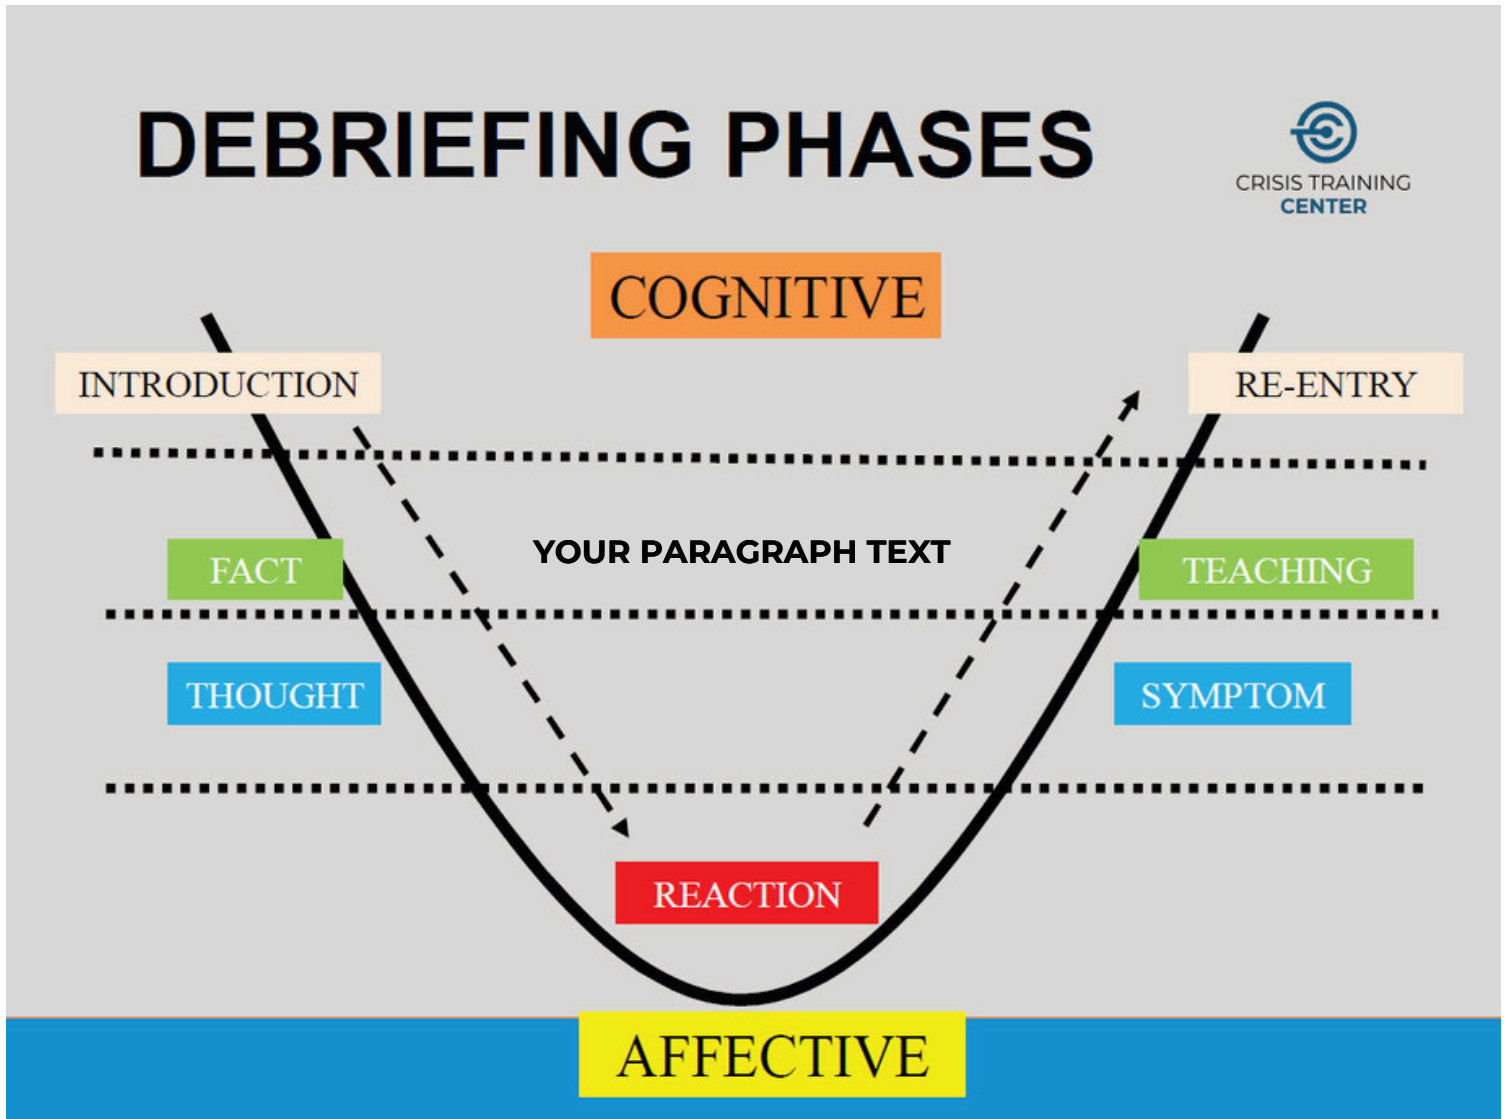 DEBRIEFING PHASES
CRISIS TRAINING
CENTER
COGNITIVE
INTRODUCTION
RE-ENTRY
YOUR PARAGRAPH TEXT
FACT
TEACHING
THOUGHT
SYMPTOM
REACTION
AFFECTIVE